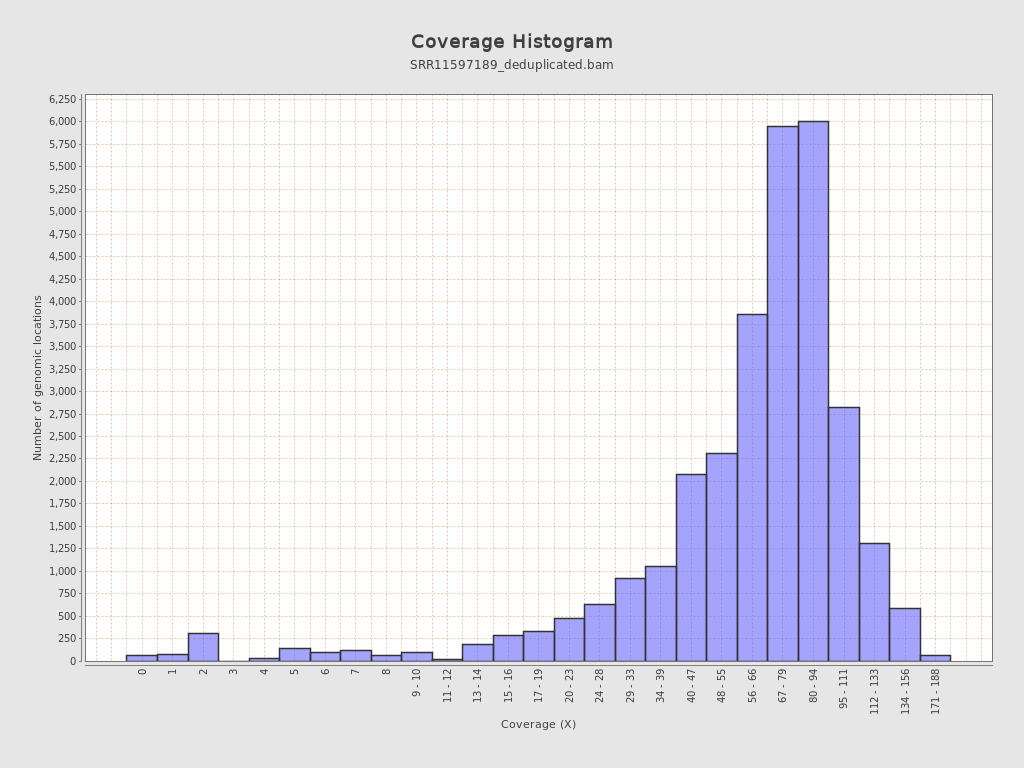 Coverage Histogram
SRR11597189_deduplicated.bam
6,250
6,000
5,750
5,500
5,250
5,000
4,750
4,500
4,250
4,000
3,750
3,500
3,250
3,000
2,750
2,500
2,250
2,000
1,750
1,500
1,250
1,000
750
500
250
0
Number of genomic locations
0
1
2
3
4
5
6
7
8
9 - 10
11 - 12
13 - 14
15 - 16
17 - 19
20 - 23
24 - 28
29 - 33
34 - 39
40 - 47
48 - 55
56 - 66
67 - 79
80 - 94
95 - 111
112 - 133
134 - 156
171 - 188
Coverage (X)